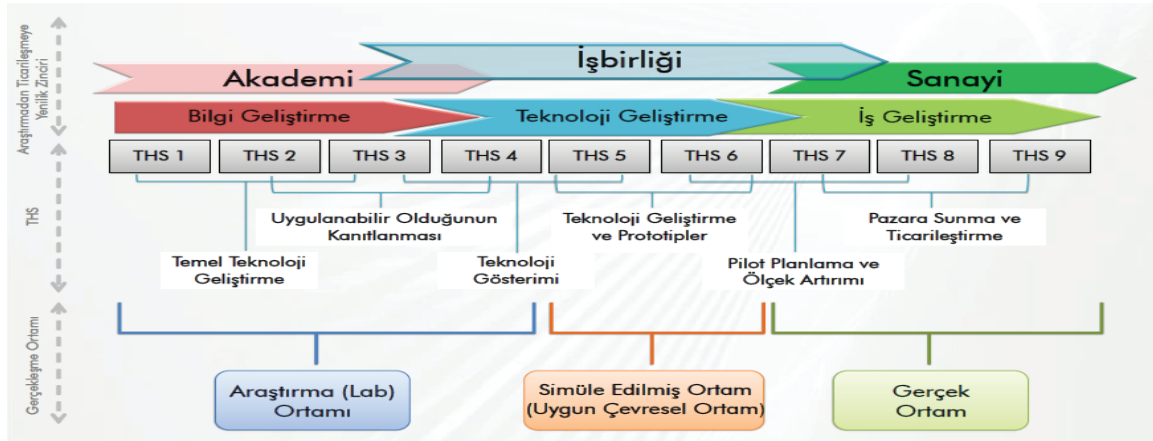 Araştırmadan Ticarileşmeye
Yenilik Zinciri
İşbirliği
Akademi
Sanayi
Bilgi Geliştirme
Teknoloji Geliştirme
İş Geliştirme
THS
THS 1
THS 2
THS 3
THS 4
THS 5
THS 6
THS 7
THS 8
THS 9
Uygulanabilir Olduğunun
Kanıtlanması
Teknoloji Geliştirme
ve Prototipler
Pazara Sunma ve
Ticarileştirme
Temel Teknoloji
Geliştirme
Teknoloji
Gösterimi
Pilot Planlama ve
Ölçek Artırımı
Gerçekleşme Ortamı
Araştırma (Lab)
Ortamı
Simüle Edilmiş Ortam
(Uygun Çevresel Ortam)
Gerçek
Ortam